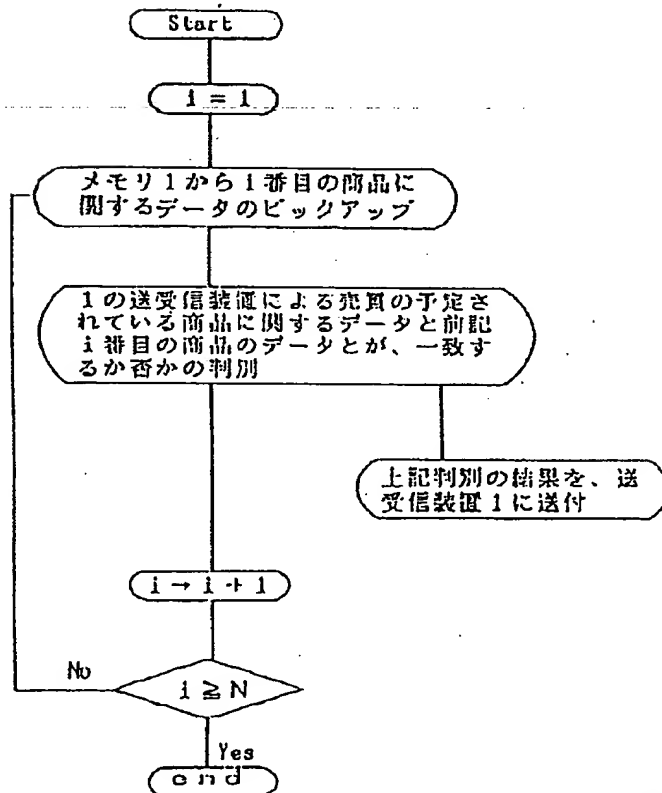 Start
i = 1
メモリ1からi番目の商品に
関するデータのピックアップ
1の送受信装置による売買の予定さ
れている商品に関するデータと前記
i番目の商品のデータとが、一致す
るか否かの判別
上記判別の結果を、送
受信装置1に送付
i → i + 1
No
i ≧ N
Yes
end